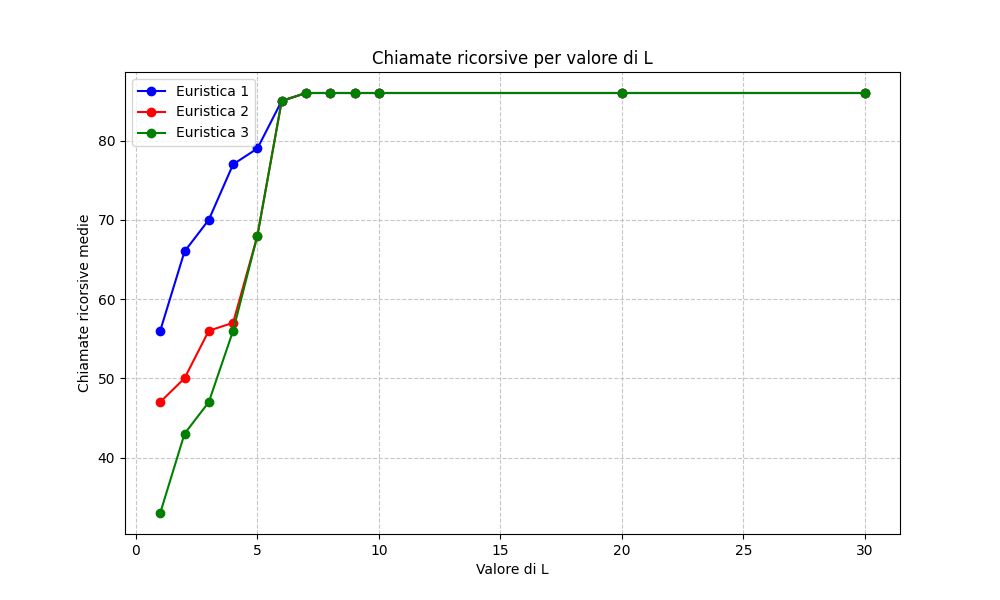 Chiamate ricorsive per valore di L
Euristica 1
Euristica 2
Euristica 3
Chiamate ricorsive medie
80
70
60
50
40
0 5 10 15 20 25 30
Valore di L